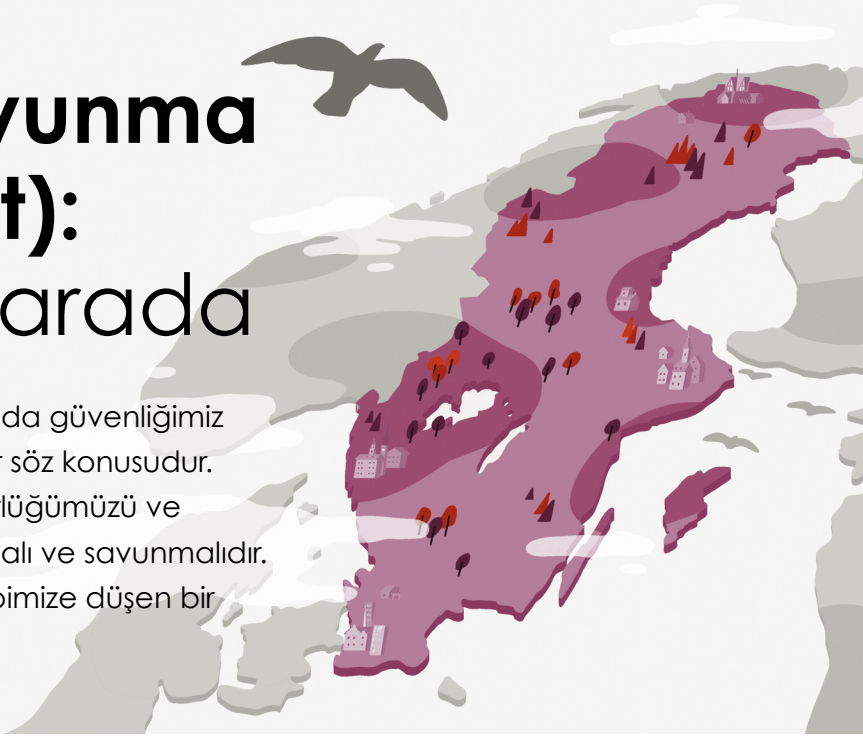 yunma
t):
arada
da güvenliğimiz
söz konusudur.
lüğümüzü ve
alı ve savunmalıdır.
bimize düşen bir